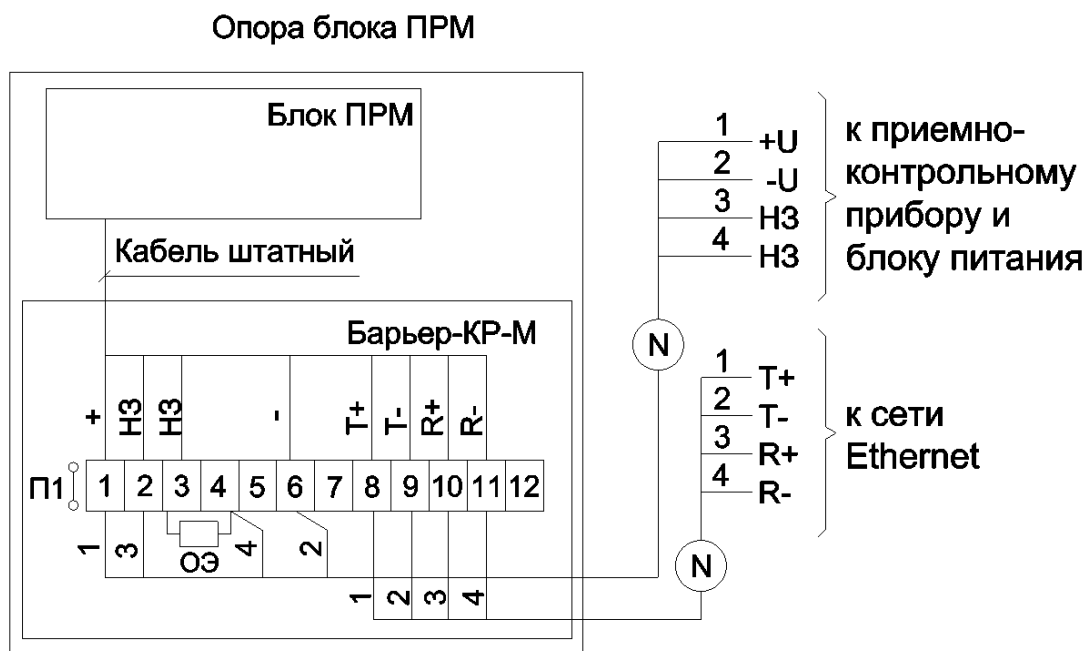 Опора блока ПРМ
Блок ПРМ
Кабель штатный
Барьер-КР-М
+ НЗ НЗ - T+ T- R+ R-
П1 1 2 3 4 5 6 7 8 9 10 11 12
1 3 ОЭ 4 2
1 2 3 4
1 +U
2 -U
3 НЗ
4 НЗ
к приемно-
контрольному
прибору и
блоку питания
N
1 T+
2 T-
3 R+
4 R-
к сети
Ethernet
N